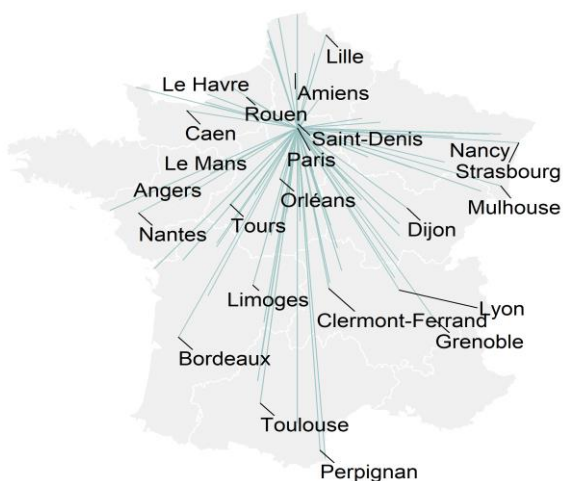 Lille
Le Havre
Amiens
Rouen
Caen
Saint-Denis
Paris
Nancy
Le Mans
Strasbourg
Angers
Orléans
Mulhouse
Nantes
Tours
Dijon
Limoges
Clermont-Ferrand
Lyon
Grenoble
Bordeaux
Toulouse
Perpignan